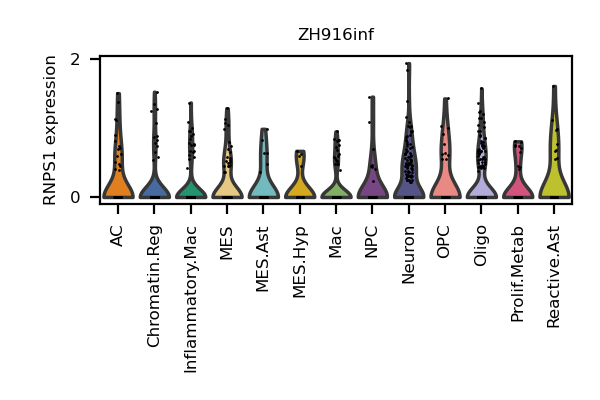 ZH916inf
RNPS1 expression
2
0
AC
Chromatin.Reg
Inflammatory.Mac
MES
MES.Ast
MES.Hyp
Mac
NPC
Neuron
OPC
Oligo
Prolif.Metab
Reactive.Ast